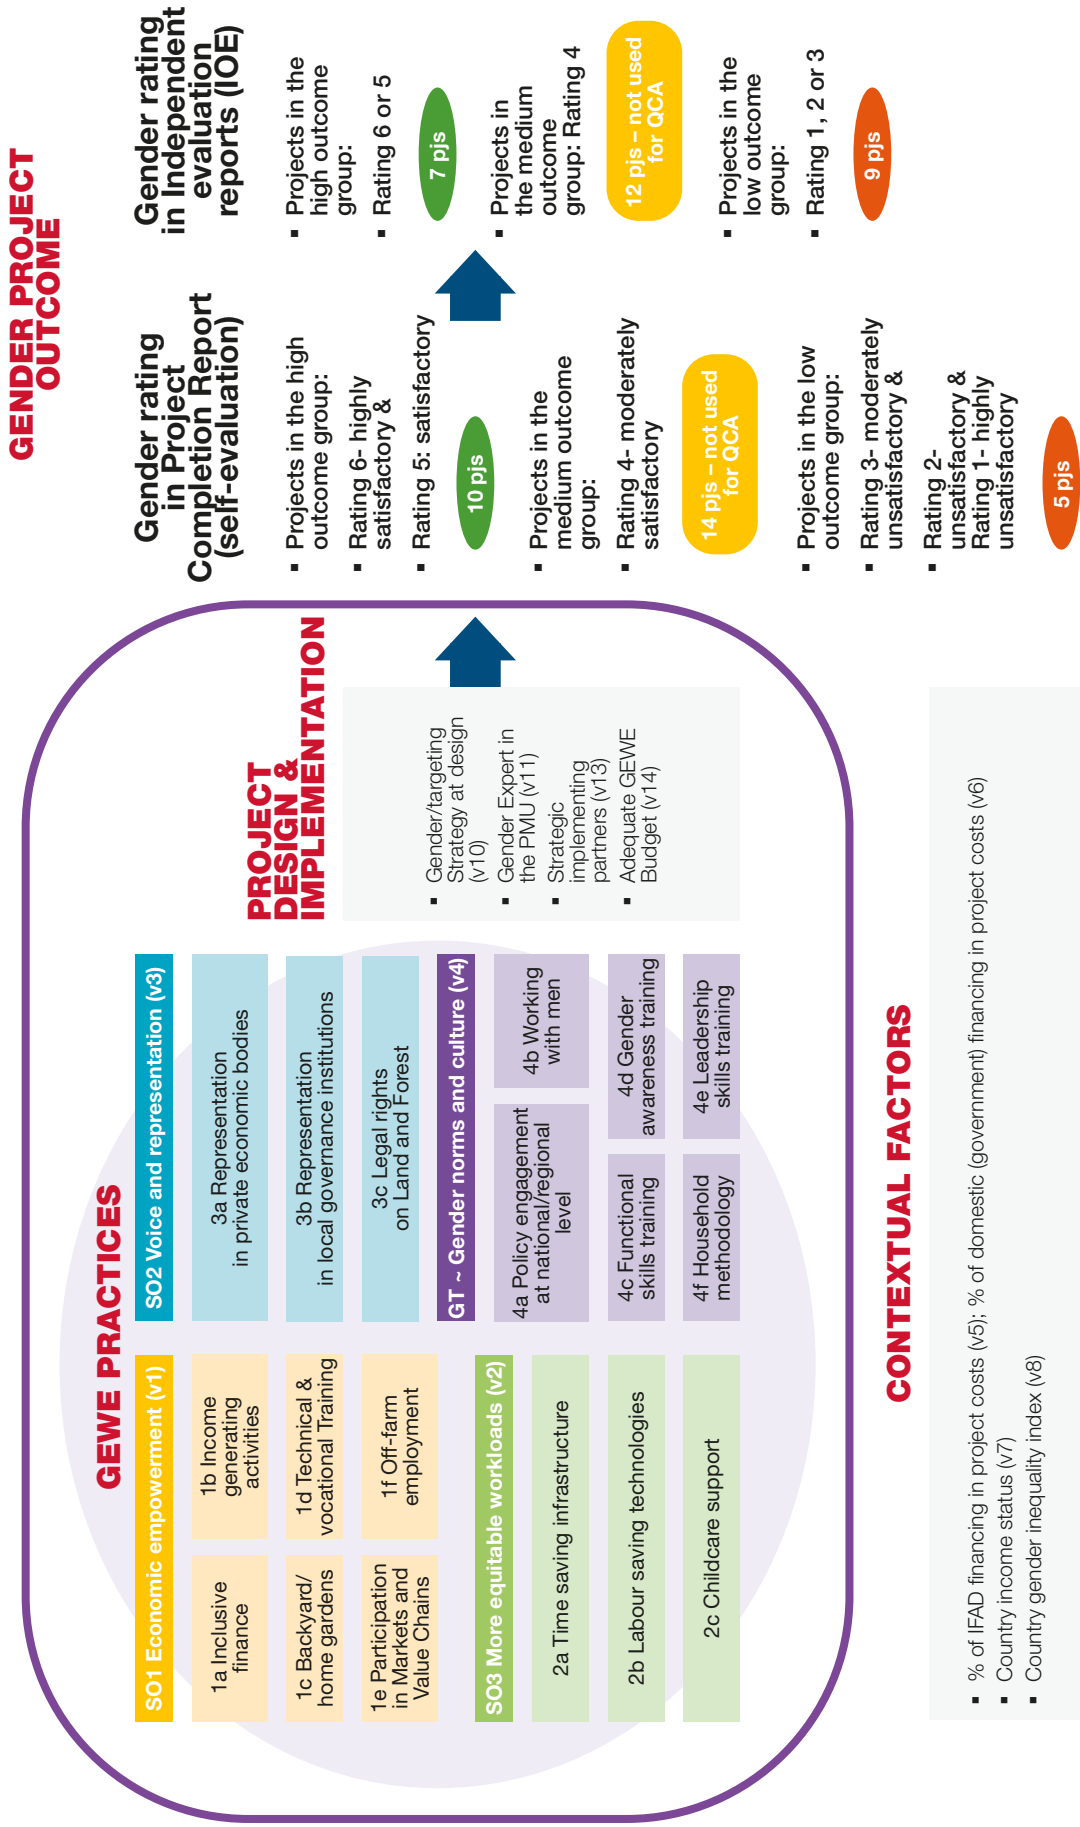 GEWE PRACTICES
SO1 Economic empowerment (v1)
1a Inclusive
finance
1b Income
generating
activities
1c Backyard/
home gardens
1d Technical &
vocational Training
1e Participation
in Markets and
Value Chains
1f Off-farm
employment
SO3 More equitable workloads (v2)
2a Time saving infrastructure
2b Labour saving technologies
2c Childcare support
SO2 Voice and representation (v3)
3a Representation
in private economic bodies
3b Representation
in local governance institutions
3c Legal rights
on Land and Forest
GT ~ Gender norms and culture (v4)
4a Policy engagement
at national/regional
level
4b Working
with men
4c Functional
skills training
4d Gender
awareness training
4f Household
methodology
4e Leadership
skills training
PROJECT
DESIGN &
IMPLEMENTATION
▪ Gender/targeting
Strategy at design
(v10)
▪ Gender Expert in
the PMU (v11)
▪ Strategic
implementing
partners (v13)
▪ Adequate GEWE
Budget (v14)
GENDER PROJECT
OUTCOME
Gender rating
in Project
Completion Report
(self-evaluation)
▪ Projects in the high
outcome group:
▪ Rating 6- highly
satisfactory &
▪ Rating 5: satisfactory
10 pjs
▪ Projects in the
medium outcome
group:
▪ Rating 4- moderately
satisfactory
14 pjs – not used
for QCA
▪ Projects in the low
outcome group:
▪ Rating 3- moderately
unsatisfactory &
▪ Rating 2-
unsatisfactory &
Rating 1- highly
unsatisfactory
5 pjs
Gender rating
in Independent
evaluation
reports (IOE)
▪ Projects in the
high outcome
group:
▪ Rating 6 or 5
7 pjs
▪ Projects in
the medium
outcome
group: Rating 4
12 pjs – not used
for QCA
▪ Projects in the
low outcome
group:
▪ Rating 1, 2 or 3
9 pjs
CONTEXTUAL FACTORS
▪ % of IFAD financing in project costs (v5); % of domestic (government) financing in project costs (v6)
▪ Country income status (v7)
▪ Country gender inequality index (v8)